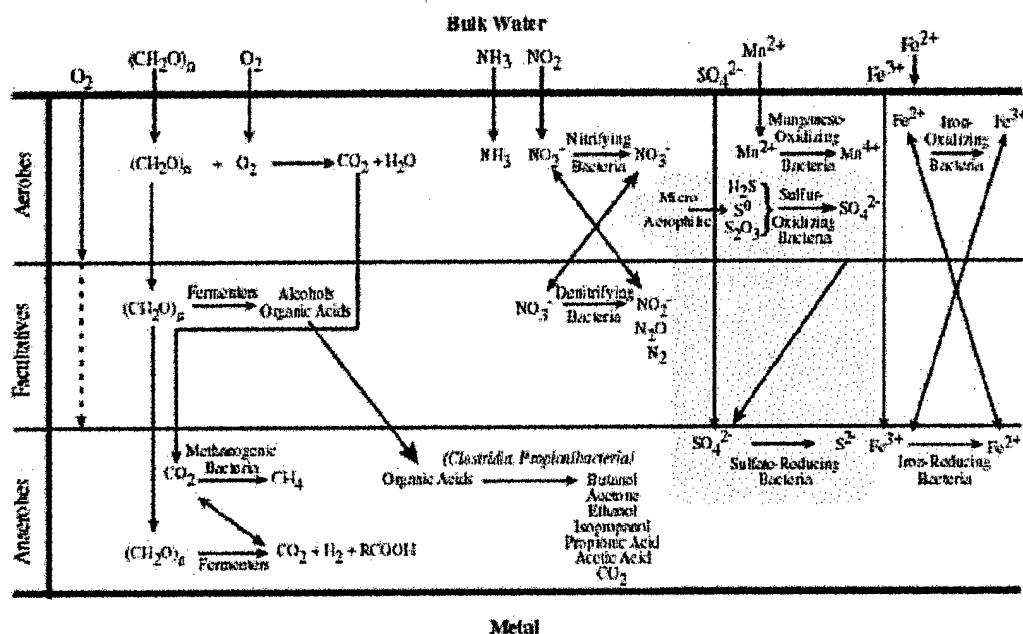 Bulk Water
O₂
(CH₂O)ₙ
O₂
NH₃
NO₂
SO₄²⁻
Mn²⁺
Fe³⁺
Fe²⁺
Aerobes
(CH₂O)ₙ + O₂
CO₂ + H₂O
NH₃
NO₂⁻
Nitrifying
Bacteria
NO₃⁻
Mn²⁺
Manganese-
Oxidizing
Bacteria
Mn⁴⁺
Fe²⁺
Iron-
Oxidizing
Bacteria
Fe³⁺
Micro
Aerophilic
H₂S
S⁰
S₂O₃
Sulfur-
Oxidizing
Bacteria
SO₄²⁻
Facultatives
(CH₂O)ₙ
Fermenters
Alcohols
Organic Acids
NO₃⁻
Denitrifying
Bacteria
NO₂⁻
N₂O
N₂
Anaerobes
CO₂
Methanogenic
Bacteria
CH₄
Organic Acids
(Clostridia, Propionibacteria)
Butanol
Acetone
Ethanol
Isopropanol
Propionic Acid
Acetic Acid
CO₂
SO₄²⁻
Sulfate-Reducing
Bacteria
S²⁻
Fe³⁺
Iron-Reducing
Bacteria
Fe²⁺
(CH₂O)ₙ
Fermenters
CO₂ + H₂ + RCOOH
Metal